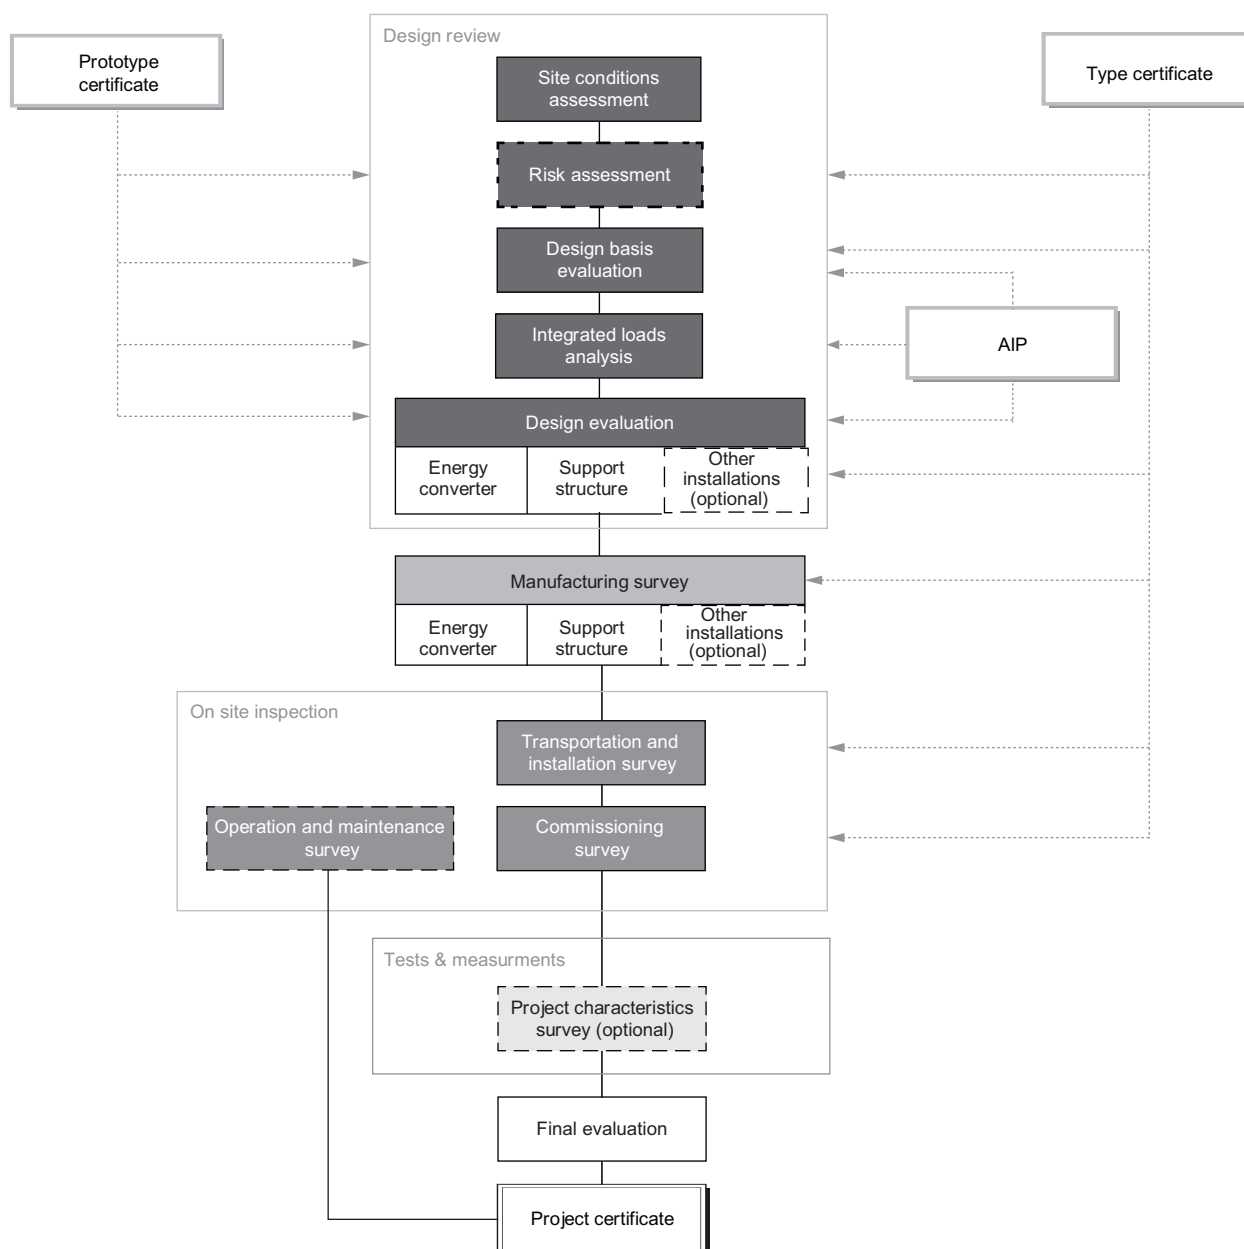 Design review
Prototype
certificate
Site conditions
assessment
Type certificate
Risk assessment
Design basis
evaluation
Integrated loads
analysis
AIP
Design evaluation
Energy
converter
Support
structure
Other
installations
(optional)
Manufacturing survey
Energy
converter
Support
structure
Other
installations
(optional)
On site inspection
Transportation and
installation survey
Operation and maintenance
survey
Commissioning
survey
Tests & measurments
Project characteristics
survey (optional)
Final evaluation
Project certificate